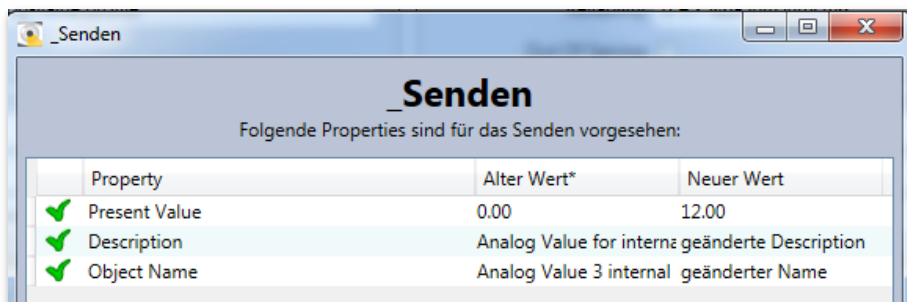 _Senden
_Senden
Folgende Properties sind für das Senden vorgesehen:
Property Alter Wert* Neuer Wert
Present Value 0.00 12.00
Description Analog Value for interna geänderte Description
Object Name Analog Value 3 internal geänderter Name